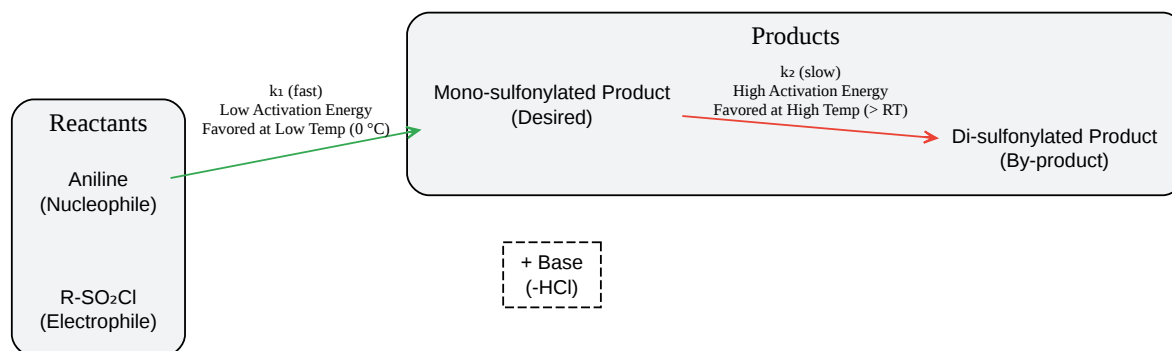 Products
k₂ (slow)
High Activation Energy
Favored at High Temp (> RT)
k₁ (fast)
Low Activation Energy
Favored at Low Temp (0 °C)
Mono-sulfonylated Product
(Desired)
Di-sulfonylated Product
(By-product)
Reactants
Aniline
(Nucleophile)
R-SO₂Cl
(Electrophile)
+ Base
(-HCl)